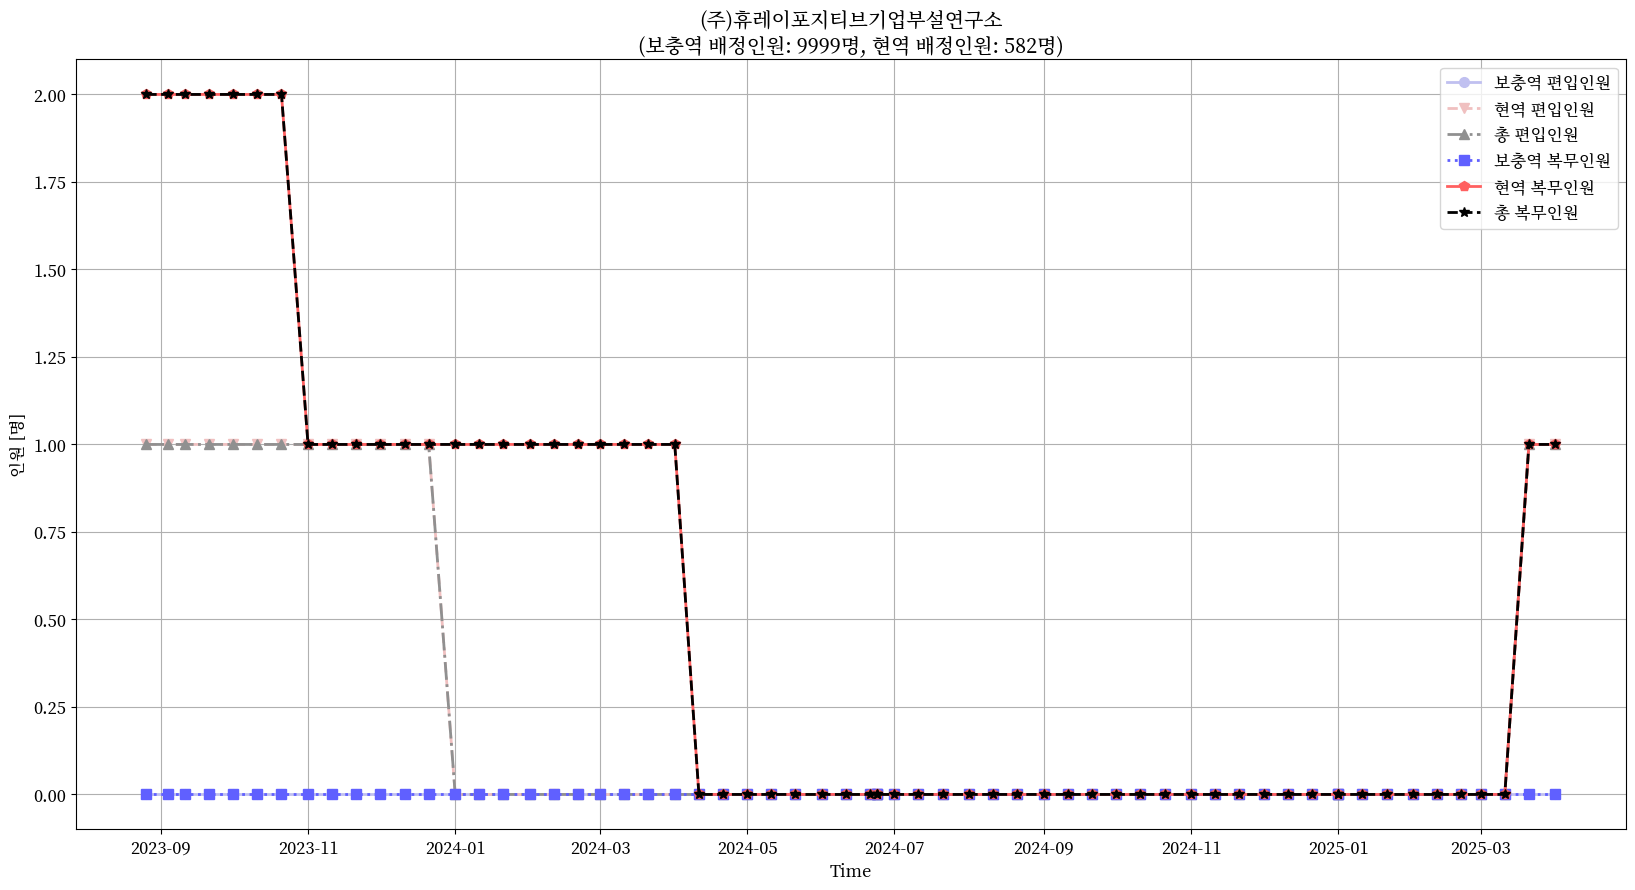 (주)휴레이포지티브기업부설연구소
(보충역 배정인원: 9999명, 현역 배정인원: 582명)
보충역 편입인원
현역 편입인원
총 편입인원
보충역 복무인원
현역 복무인원
총 복무인원
인원 [명]
2.00
1.75
1.50
1.25
1.00
0.75
0.50
0.25
0.00
2023-09
2023-11
2024-01
2024-03
2024-05
2024-07
2024-09
2024-11
2025-01
2025-03
Time